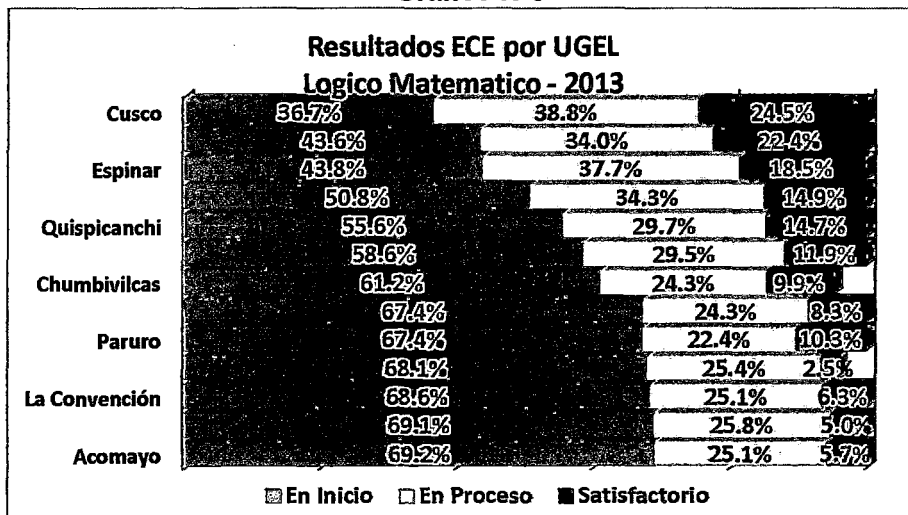 Resultados ECE por UGEL
Logico Matematico - 2013
Cusco 36.7% 38.8% 24.5%
43.6% 34.0% 22.4%
Espinar 43.8% 37.7% 18.5%
50.8% 34.3% 14.9%
Quispicanchi 55.6% 29.7% 14.7%
58.6% 29.5% 11.9%
Chumbivilcas 61.2% 24.3% 9.9%
67.4% 24.3% 8.3%
Paruro 67.4% 22.4% 10.3%
68.1% 25.4% 2.5%
La Convención 68.6% 25.1% 6.3%
69.1% 25.8% 5.0%
Acomayo 69.2% 25.1% 5.7%
En Inicio En Proceso Satisfactorio